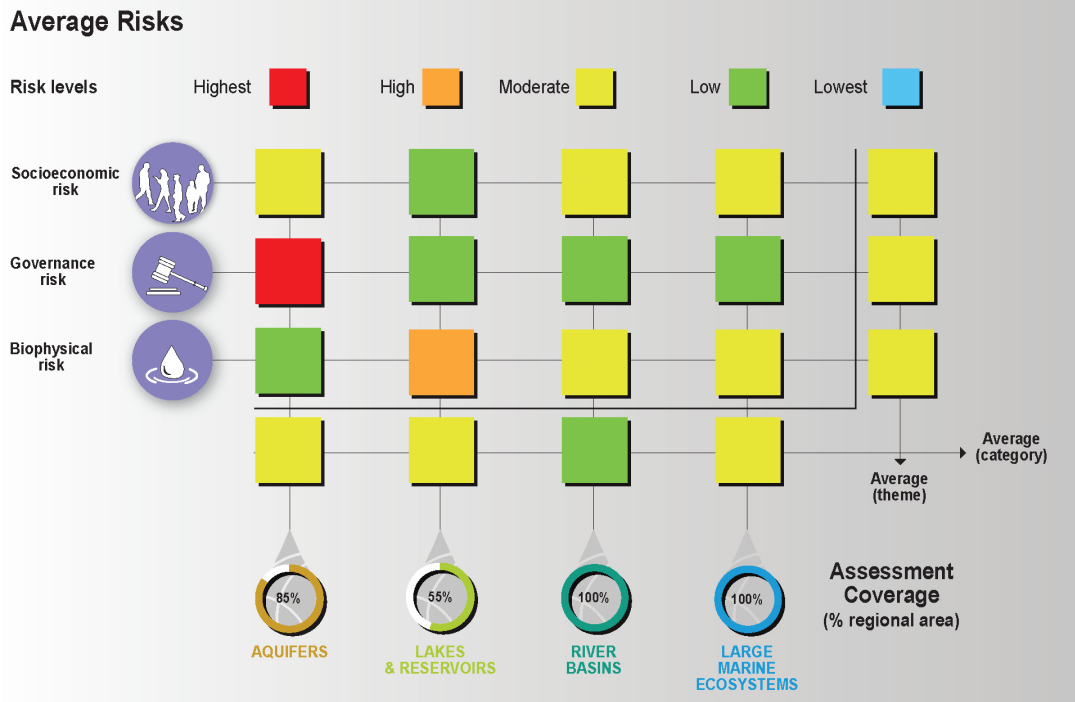 Average Risks
Risk levels
Highest
High
Moderate
Low
Lowest
Socioeconomic
risk
Governance
risk
Biophysical
risk
Average
(category)
Average
(theme)
85%
55%
100%
100%
Assessment
Coverage
(% regional area)
AQUIFERS
LAKES
& RESERVOIRS
RIVER
BASINS
LARGE
MARINE
ECOSYSTEMS